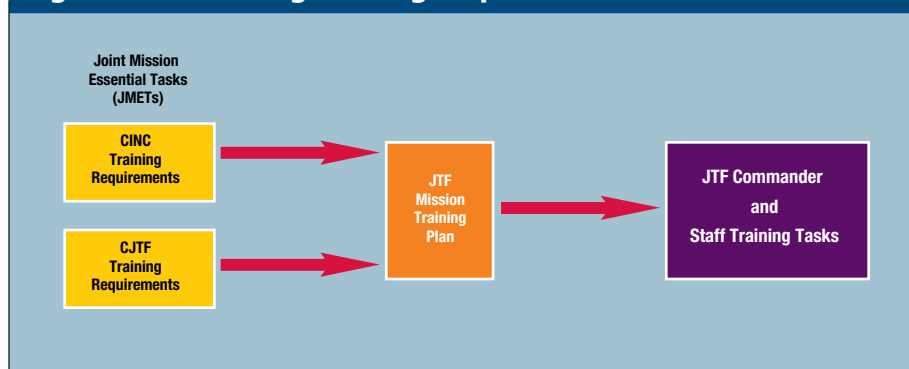 Joint Mission
Essential Tasks
(JMETs)
CINC
Training
Requirements
CJTF
Training
Requirements
JTF
Mission
Training
Plan
JTF Commander
and
Staff Training Tasks